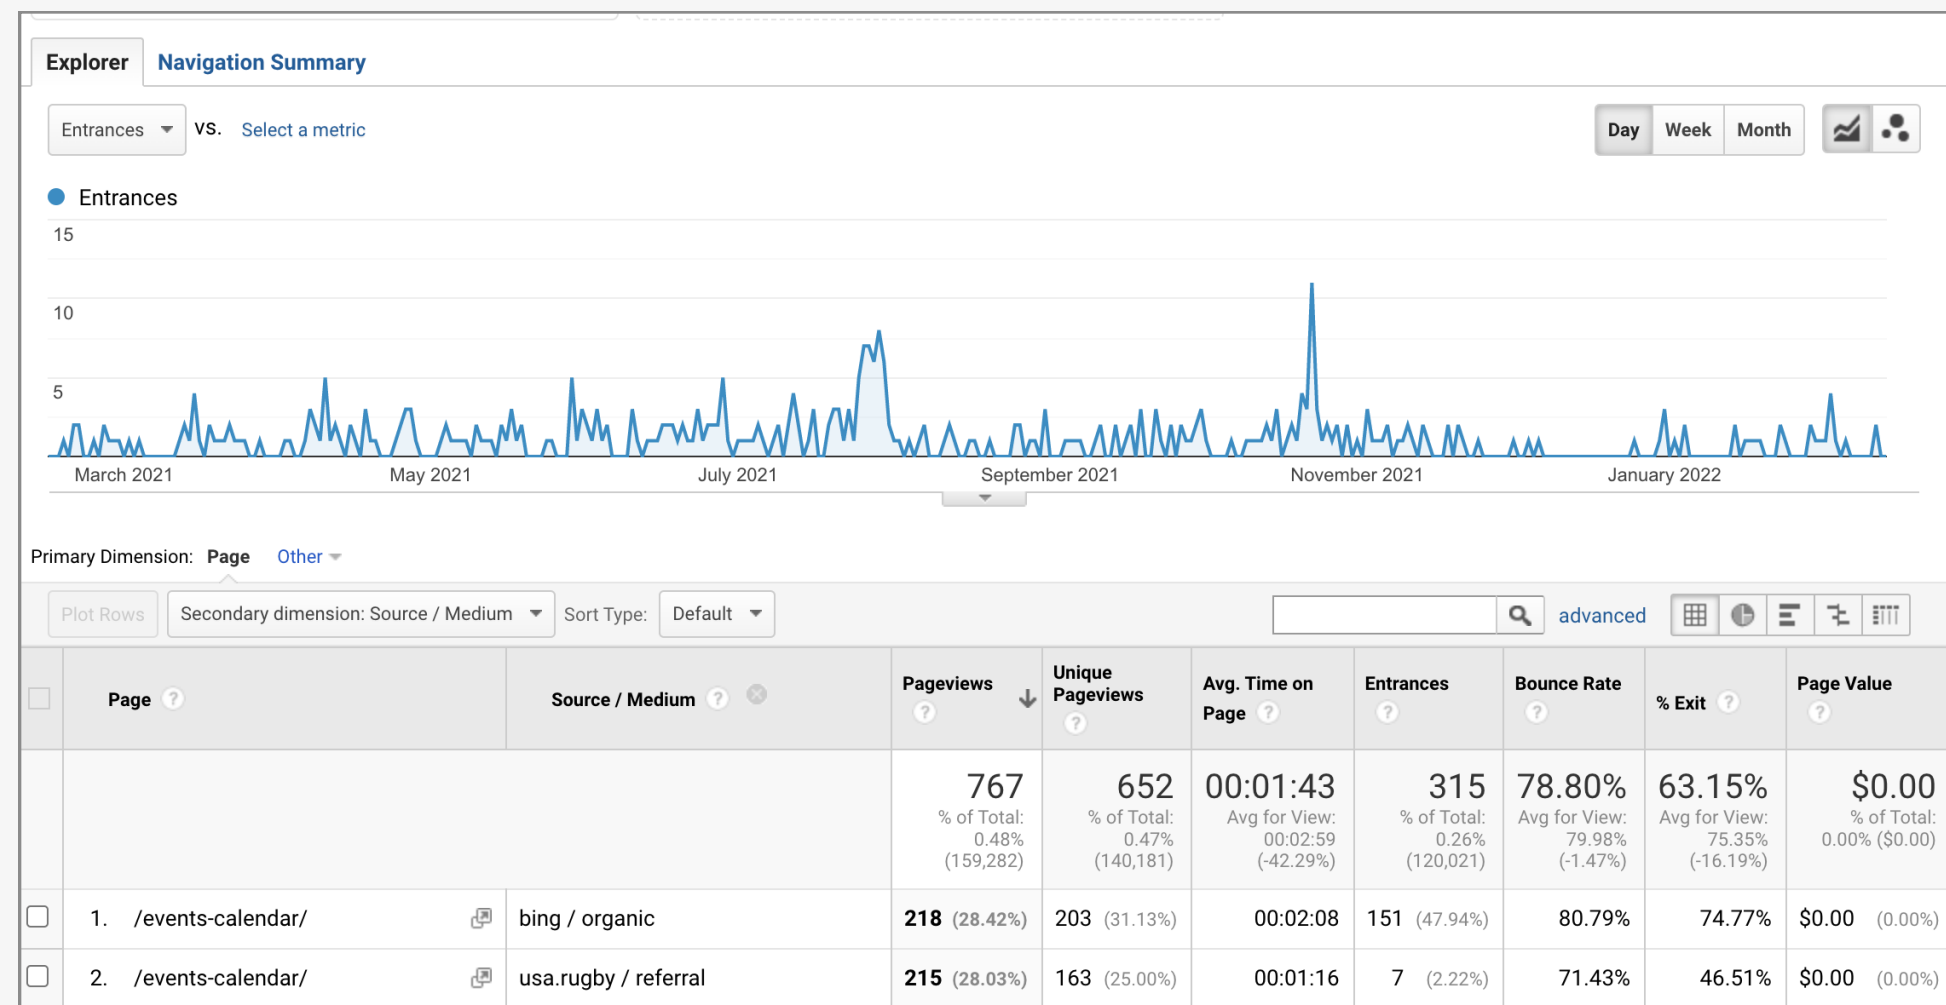 Explorer Navigation Summary
Entrances VS. Select a metric Day Week Month
Entrances
15
10
5
March 2021 May 2021 July 2021 September 2021 November 2021 January 2022
Primary Dimension: Page Other
Plot Rows Secondary dimension: Source / Medium Sort Type: Default advanced
Page ? Source / Medium ? Pageviews ? Unique Pageviews ? Avg. Time on Page ? Entrances ? Bounce Rate ? % Exit ? Page Value ?
767 652 00:01:43 315 78.80% 63.15% $0.00
% of Total: % of Total: Avg for View: % of Total: Avg for View: Avg for View: % of Total:
0.48% 0.47% 00:02:59 0.26% 79.98% 75.35% 0.00% ($0.00)
(159,282) (140,181) (-42.29%) (120,021) (-1.47%) (-16.19%)
1. /events-calendar/ bing / organic 218 (28.42%) 203 (31.13%) 00:02:08 151 (47.94%) 80.79% 74.77% $0.00 (0.00%)
2. /events-calendar/ usa.rugby / referral 215 (28.03%) 163 (25.00%) 00:01:16 7 (2.22%) 71.43% 46.51% $0.00 (0.00%)